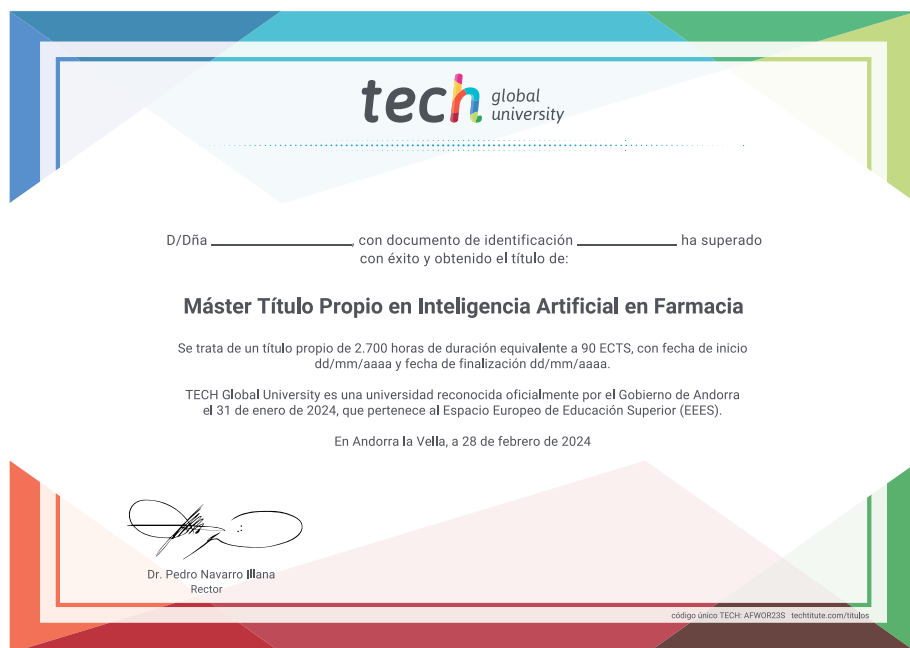 tech global university
D/Dña ______________, con documento de identificación ______________ ha superado
con éxito y obtenido el título de:
Máster Título Propio en Inteligencia Artificial en Farmacia
Se trata de un título propio de 2.700 horas de duración equivalente a 90 ECTS, con fecha de inicio
dd/mm/aaaa y fecha de finalización dd/mm/aaaa.
TECH Global University es una universidad reconocida oficialmente por el Gobierno de Andorra
el 31 de enero de 2024, que pertenece al Espacio Europeo de Educación Superior (EEES).
En Andorra la Vella, a 28 de febrero de 2024
Dr. Pedro Navarro Illana
Rector
código único TECH: AFWOR23S techtitute.com/titulos